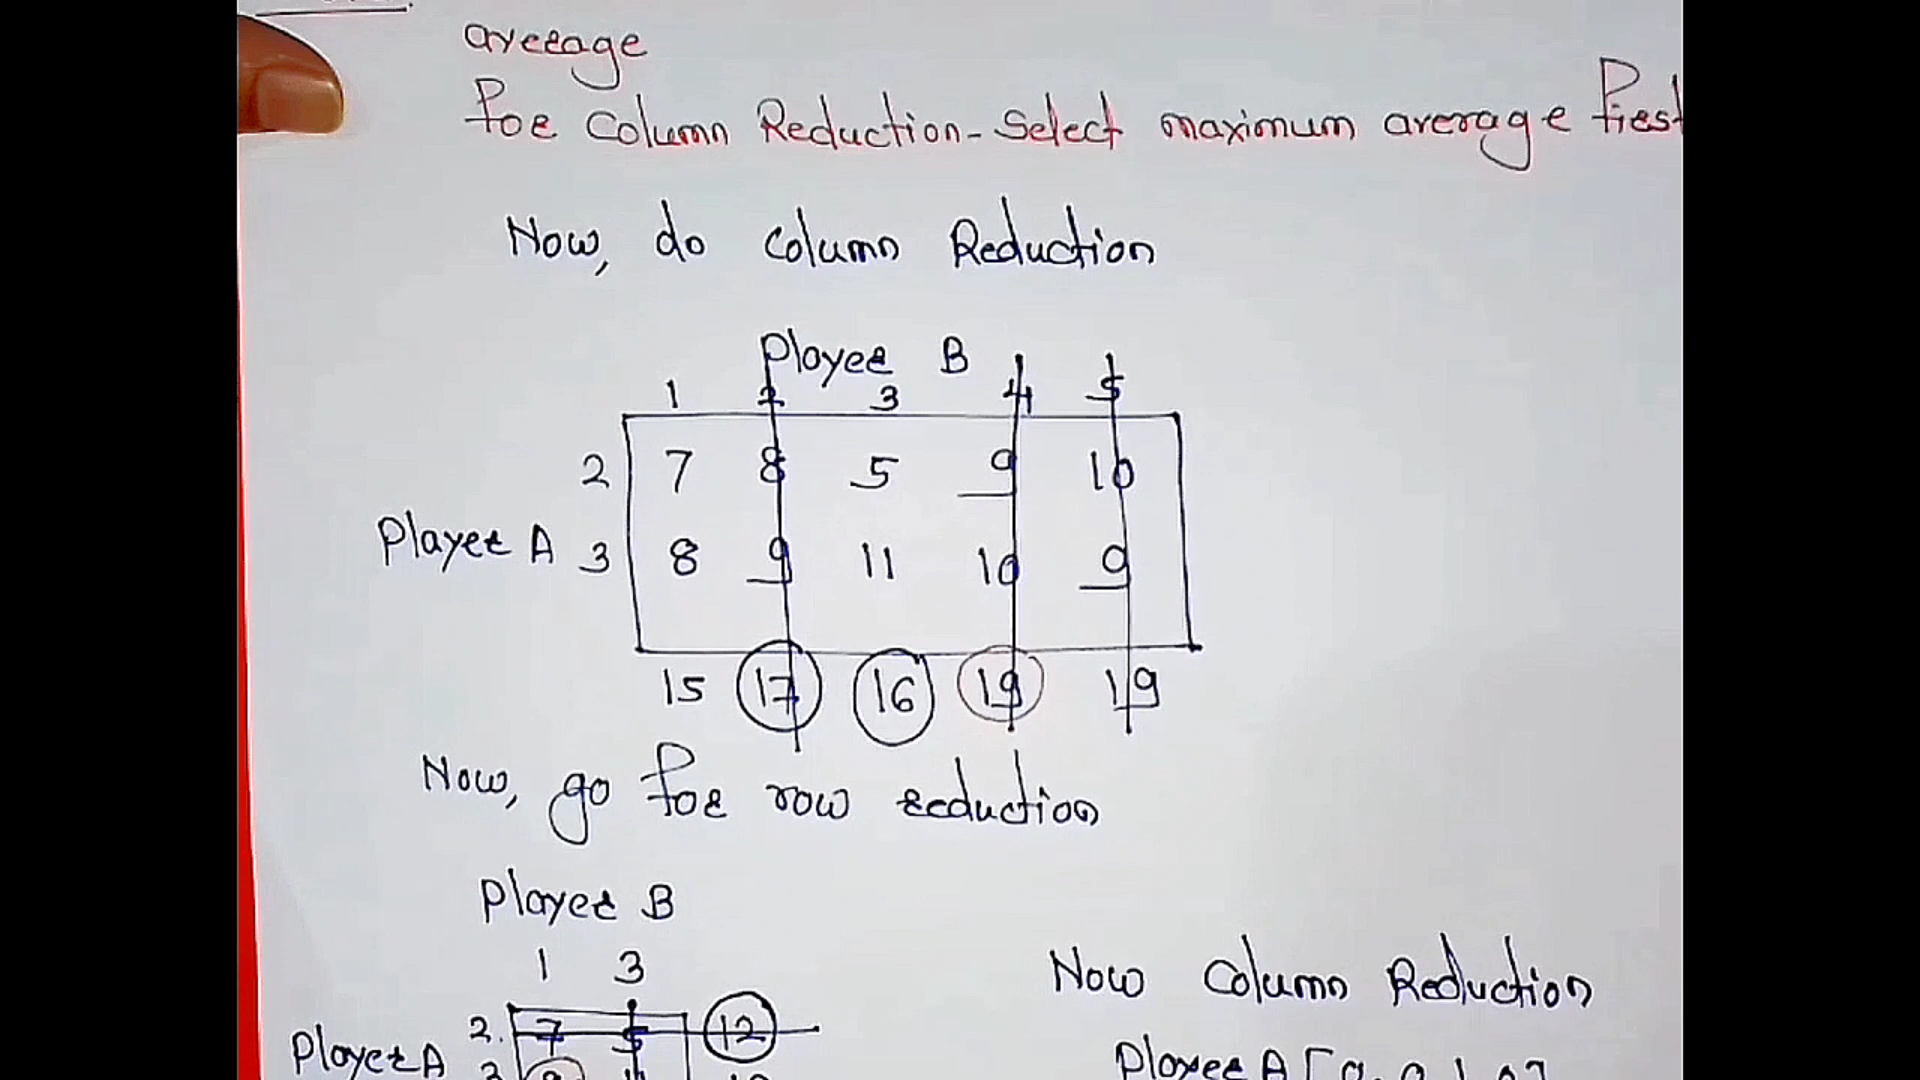 average
For Column Reduction - Select maximum average first
Now, do Column Reduction
Player B
1 2 3 4 5
2 7 8 5 9 10
Player A 3 8 9 11 10 9
15 17 16 19 19
Now, go for row reduction
Player B
1 3
2. 7 5 12
Player A 3
Now Column Reduction
Player A